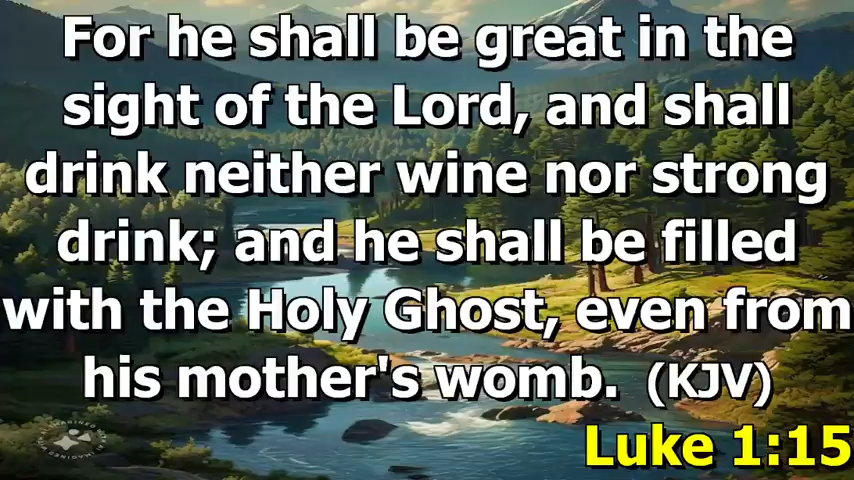 For he shall be great in the
sight of the Lord, and shall
drink neither wine nor strong
drink; and he shall be filled
with the Holy Ghost, even from
his mother's womb. (KJV)
Luke 1:15